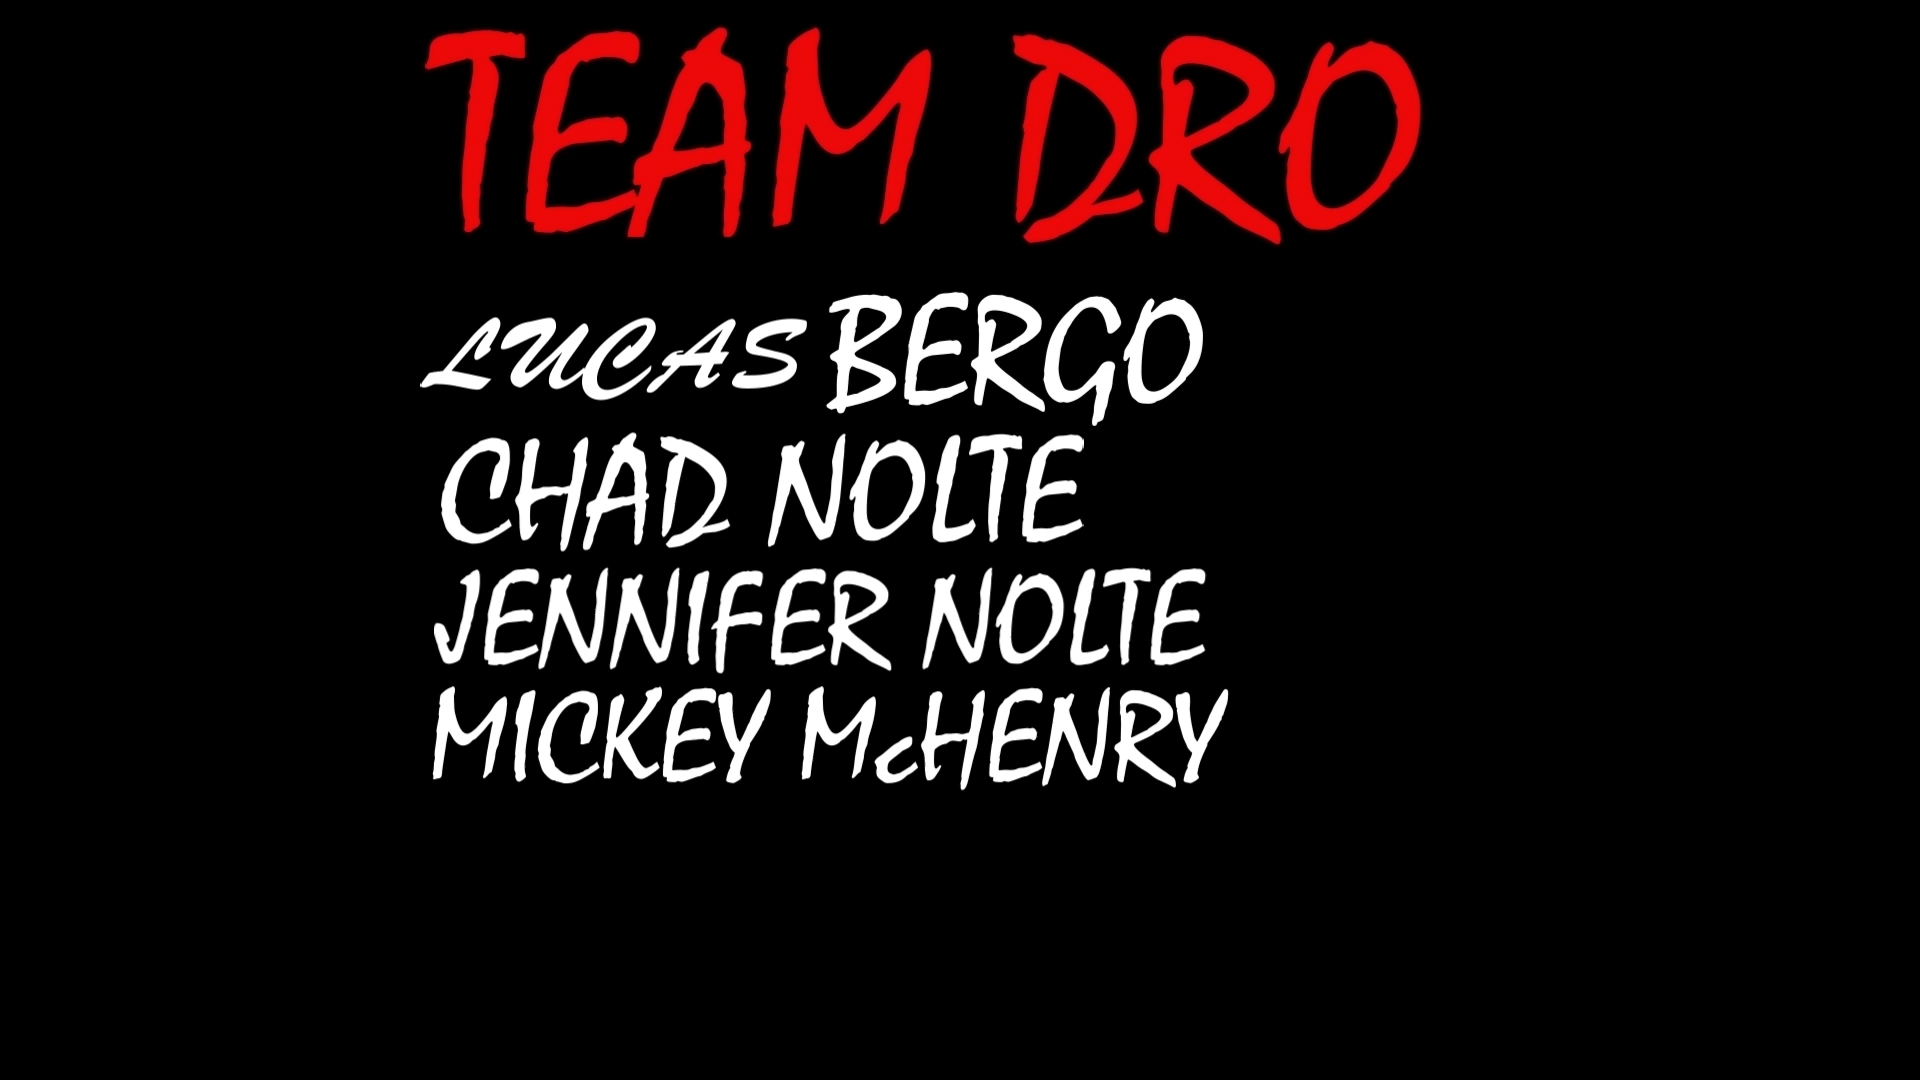 TEAM DRO
LUCAS BERGO
CHAD NOLTE
JENNIFER NOLTE
MICKEY McHENRY